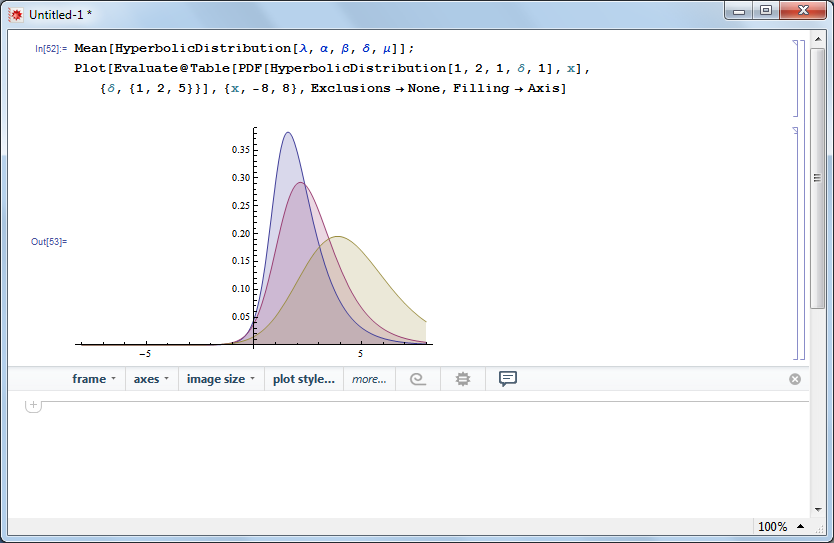 Untitled-1 *
In[52]:= Mean[HyperbolicDistribution[λ, α, β, δ, μ]];
Plot[Evaluate@Table[PDF[HyperbolicDistribution[1, 2, 1, δ, 1], x],
{δ, {1, 2, 5}}], {x, -8, 8}, Exclusions → None, Filling → Axis]
0.35
0.30
0.25
0.20
Out[53]=
0.15
0.10
0.05
-5 5
frame axes image size plot style... more...
100%